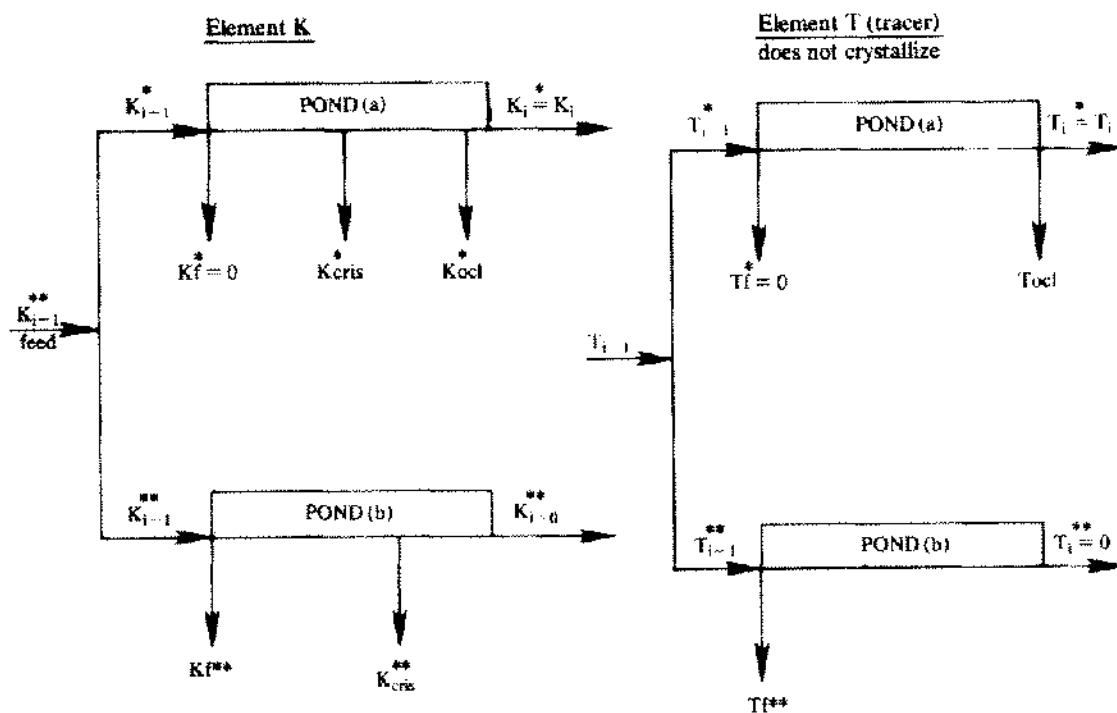 Element K
Element T (tracer)
does not crystallize
K*i−1
POND (a)
K*i = Ki
T*i−1
POND (a)
T*i = Ti
Kf* = 0
K*cris
K*ocl
Tf* = 0
Tocl
K**i−1
feed
Ti−1
K**i−1
POND (b)
K**i−0
T**i−1
POND (b)
T**i = 0
Kf**
K**cris
Tf**